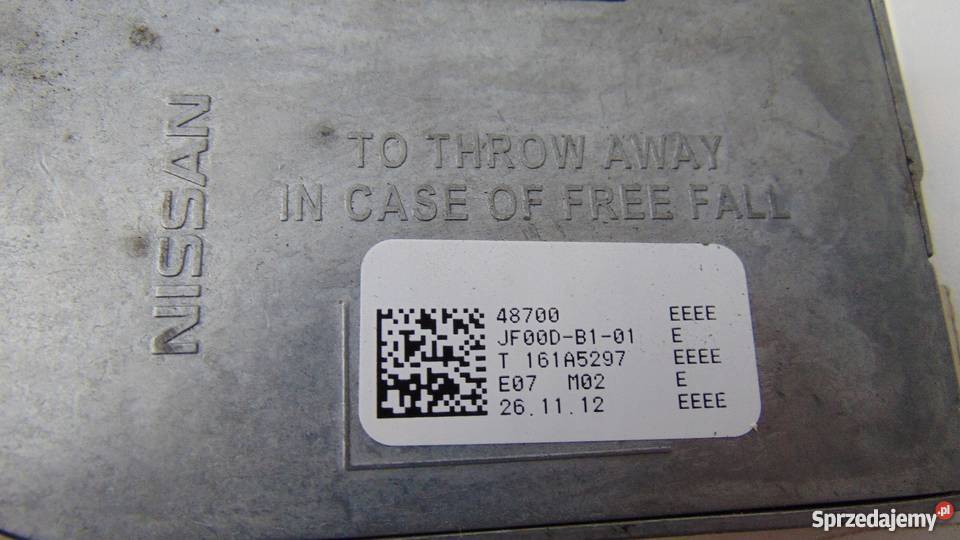 NISSAN
TO THROW AWAY
IN CASE OF FREE FALL
48700 EEEE
JF00D-B1-01 E
T 161A5297 EEEE
E07 M02 E
26.11.12 EEEE
Sprzedajemy.pl